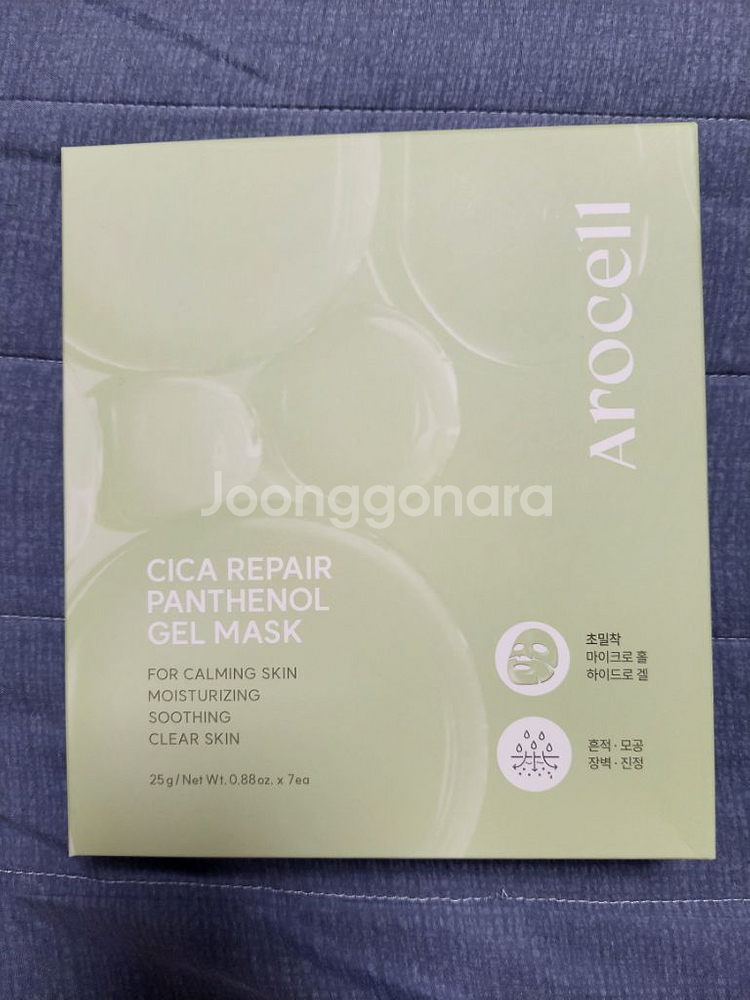 Arocell
Joonggonara
CICA REPAIR
PANTHENOL
GEL MASK
FOR CALMING SKIN
MOISTURIZING
SOOTHING
CLEAR SKIN
25g/Net Wt. 0.88oz. x 7ea
초밀착
마이크로 홀
하이드로 겔
흔적·모공
장벽·진정